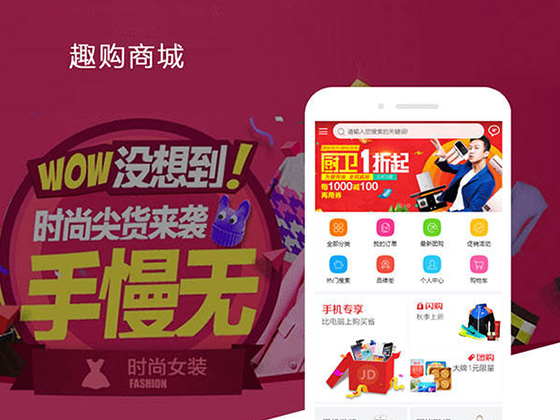 趣购商城
WOW没想到!
时尚尖货来袭
手慢无
时尚女装
FASHION
请输入您搜索的关键词!
厨卫1折起
每1000减100
再用券
全部分类
我的订单
最新团购
促销活动
热门搜索
品牌街
个人中心
购物车
手机专享
比电脑上购买省
JD
闪购
秋季上新
团购
大牌1元限量